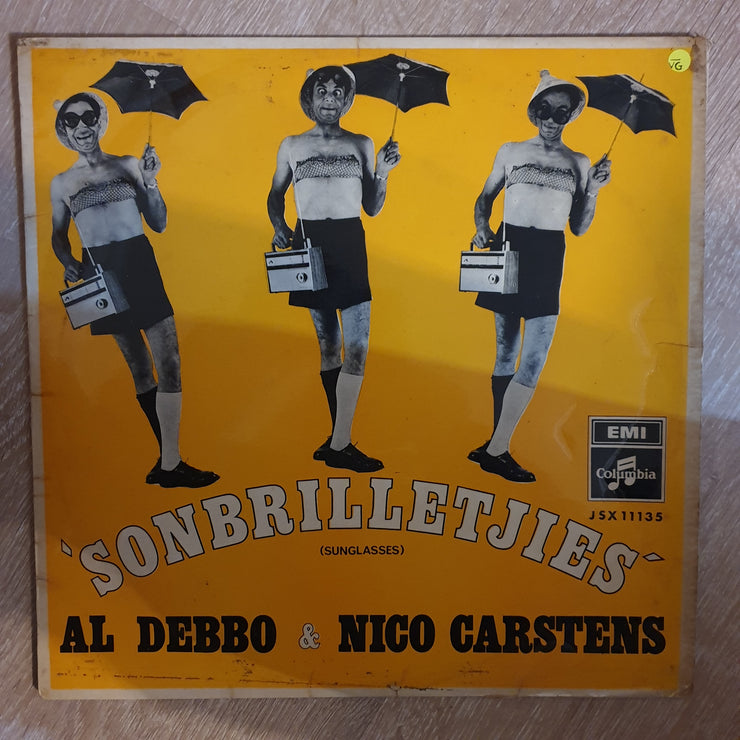 VG
EMI
Columbia
JSX 11135
'SONBRILLETJIES'
(SUNGLASSES)
AL DEBBO & NICO CARSTENS